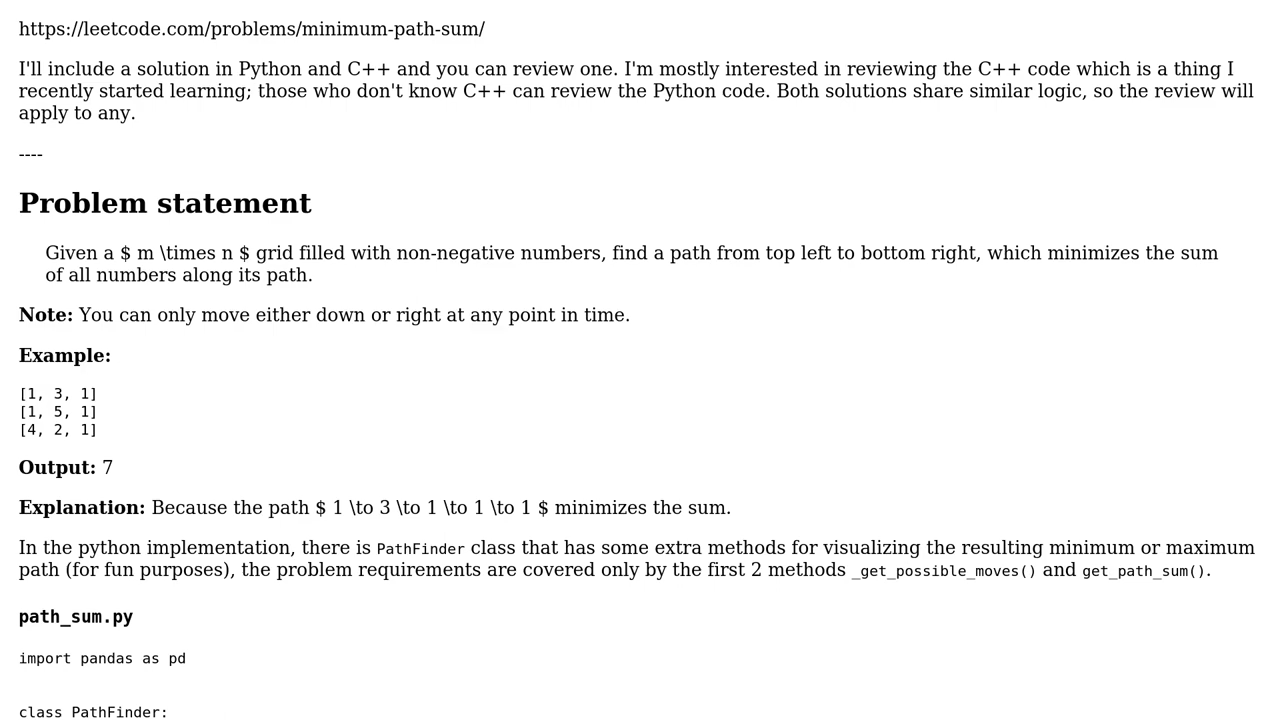 https://leetcode.com/problems/minimum-path-sum/
I'll include a solution in Python and C++ and you can review one. I'm mostly interested in reviewing the C++ code which is a thing I
recently started learning; those who don't know C++ can review the Python code. Both solutions share similar logic, so the review will
apply to any.
----
Problem statement
Given a $ m \times n $ grid filled with non-negative numbers, find a path from top left to bottom right, which minimizes the sum
of all numbers along its path.
Note: You can only move either down or right at any point in time.
Example:
[1, 3, 1]
[1, 5, 1]
[4, 2, 1]
Output: 7
Explanation: Because the path $ 1 \to 3 \to 1 \to 1 \to 1 $ minimizes the sum.
In the python implementation, there is PathFinder class that has some extra methods for visualizing the resulting minimum or maximum
path (for fun purposes), the problem requirements are covered only by the first 2 methods _get_possible_moves() and get_path_sum().
path_sum.py
import pandas as pd
class PathFinder: